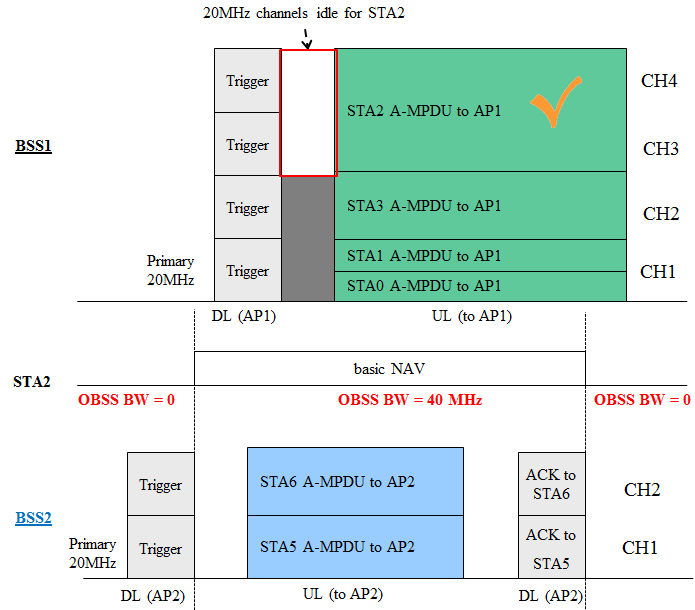 20MHz channels idle for STA2
Trigger
CH4
STA2 A-MPDU to AP1
BSS1
Trigger
CH3
Trigger
STA3 A-MPDU to AP1
CH2
Primary
20MHz
Trigger
STA1 A-MPDU to AP1
CH1
STA0 A-MPDU to AP1
DL (AP1)
UL (to AP1)
STA2
basic NAV
OBSS BW = 0
OBSS BW = 40 MHz
OBSS BW = 0
Trigger
STA6 A-MPDU to AP2
ACK to
STA6
CH2
BSS2
Primary
20MHz
Trigger
STA5 A-MPDU to AP2
ACK to
STA5
CH1
DL (AP2)
UL (to AP2)
DL (AP2)